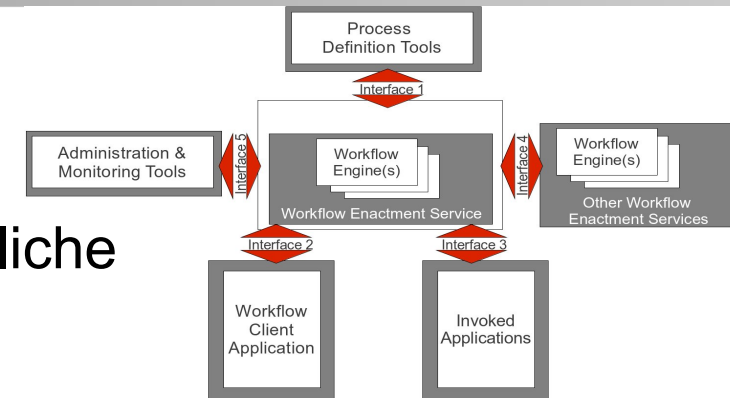 Process
Definition Tools
Interface 1
Administration &
Monitoring Tools
Interface 5
Workflow
Engine(s)
Workflow Enactment Service
Interface 4
Workflow
Engine(s)
Other Workflow
Enactment Services
liche
Interface 2
Interface 3
Workflow
Client
Application
Invoked
Applications